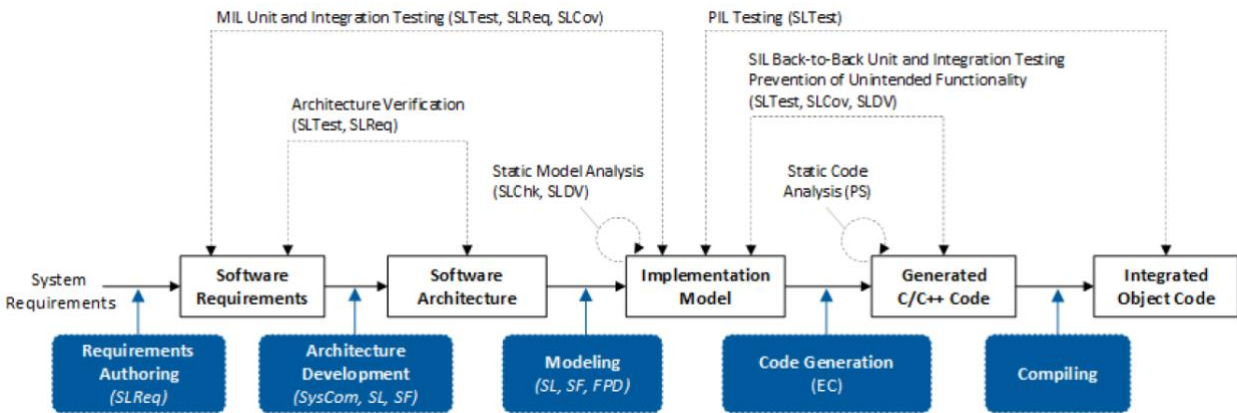 MIL Unit and Integration Testing (SLTest, SLReq, SLCov)
PIL Testing (SLTest)
SIL Back-to-Back Unit and Integration Testing
Prevention of Unintended Functionality
(SLTest, SLCov, SLDV)
Architecture Verification
(SLTest, SLReq)
Static Model Analysis
(SLChk, SLDV)
Static Code
Analysis (PS)
System
Requirements
Software
Requirements
Software
Architecture
Implementation
Model
Generated
C/C++ Code
Integrated
Object Code
Requirements
Authoring
(SLReq)
Architecture
Development
(SysCom, SL, SF)
Modeling
(SL, SF, FPD)
Code Generation
(EC)
Compiling